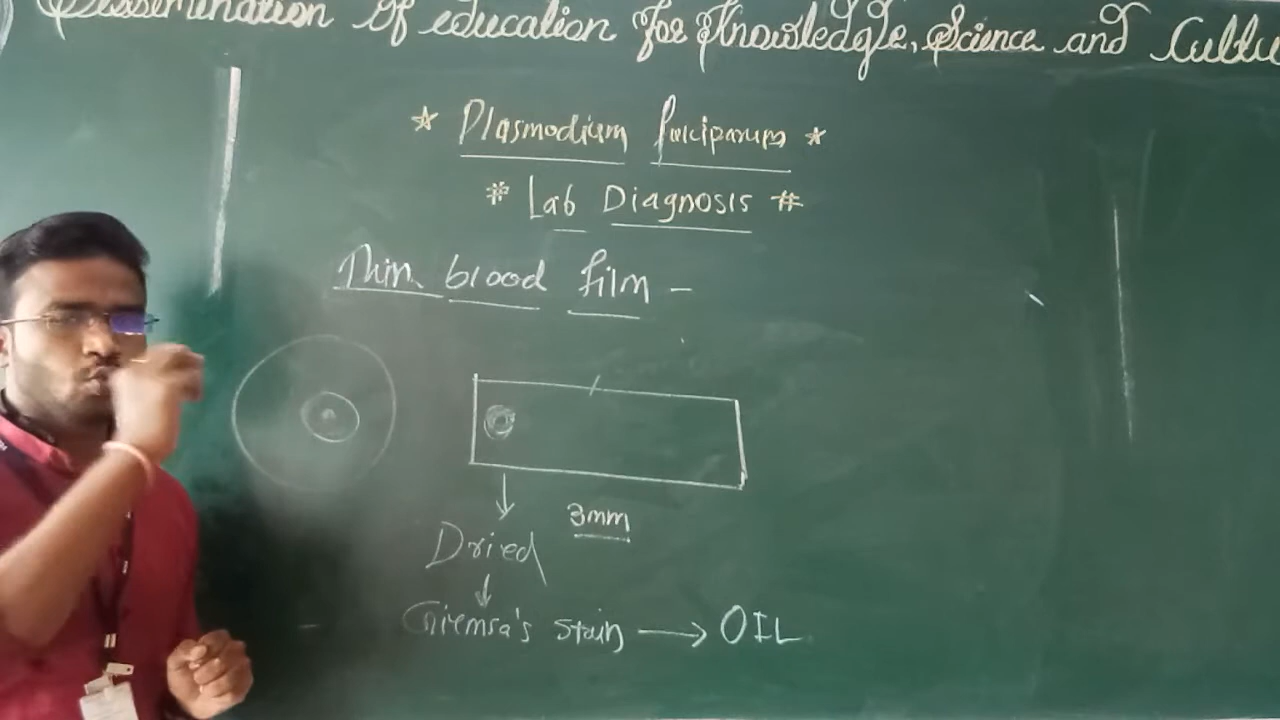 Dissemination of education for Knowledge, Science and Cultu
* Plasmodium falciparum *
* Lab Diagnosis #
Thin blood film -
3mm
Dried
Giemsa's stain → OIL